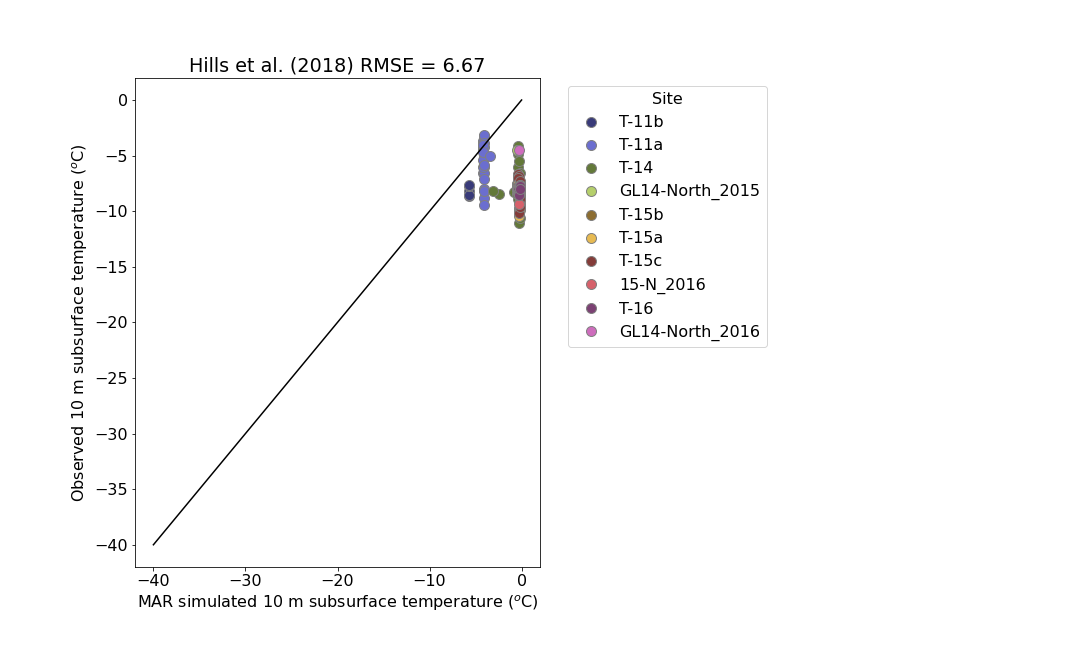 Hills et al. (2018) RMSE = 6.67
Observed 10 m subsurface temperature (°C)
0
−5
−10
−15
−20
−25
−30
−35
−40
−40 −30 −20 −10 0
MAR simulated 10 m subsurface temperature (°C)
Site
T-11b
T-11a
T-14
GL14-North_2015
T-15b
T-15a
T-15c
15-N_2016
T-16
GL14-North_2016